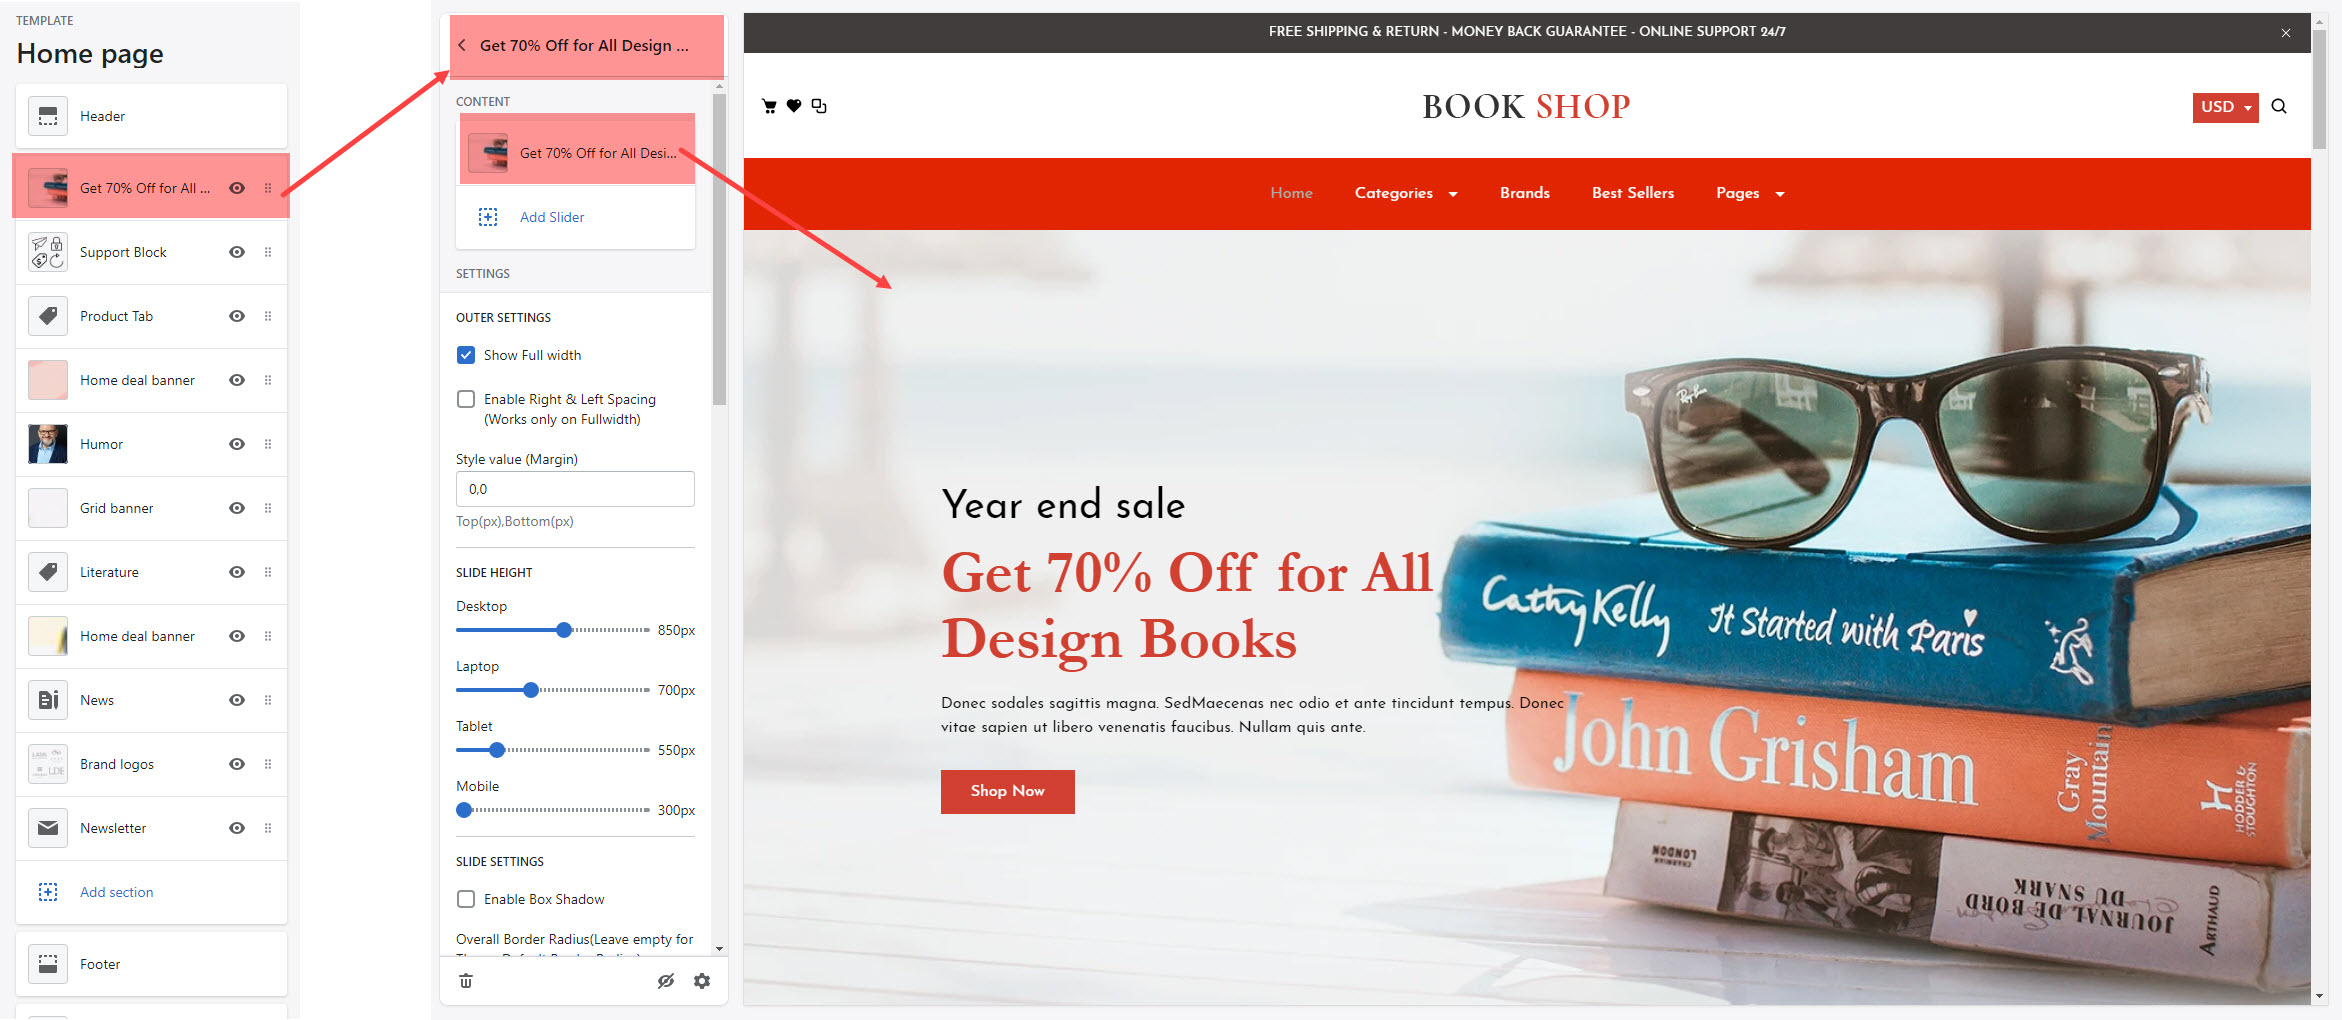 TEMPLATE
Home page
Header
Get 70% Off for All ...
Support Block
Product Tab
Home deal banner
Humor
Grid banner
Literature
Home deal banner
News
Brand logos
Newsletter
Add section
Footer
Get 70% Off for All Design ...
CONTENT
Get 70% Off for All Desi...
Add Slider
SETTINGS
OUTER SETTINGS
Show Full width
Enable Right & Left Spacing
(Works only on Fullwidth)
Style value (Margin)
0,0
Top(px),Bottom(px)
SLIDE HEIGHT
Desktop
850px
Laptop
700px
Tablet
550px
Mobile
300px
SLIDE SETTINGS
Enable Box Shadow
Overall Border Radius(Leave empty for
FREE SHIPPING & RETURN - MONEY BACK GUARANTEE - ONLINE SUPPORT 24/7
BOOK SHOP
USD
Home Categories Brands Best Sellers Pages
Year end sale
Get 70% Off for All
Design Books
Donec sodales sagittis magna. SedMaecenas nec odio et ante tincidunt tempus. Donec
vitae sapien ut libero venenatis faucibus. Nullam quis ante.
Shop Now
Ray-Ban
Cathy Kelly It Started with Paris
John Grisham
Gray
Mountain
HODDER &
STOUGHTON
LONDON
JOURNAL DE BORD
DU SNARK
ARTHAUD